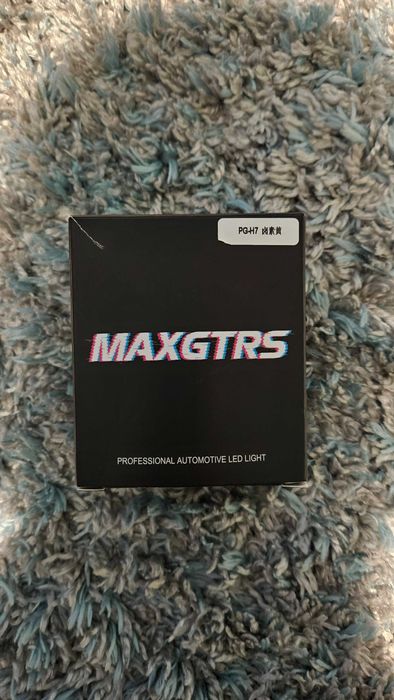 PG-H7 卤素黄
MAXGTRS
PROFESSIONAL AUTOMOTIVE LED LIGHT